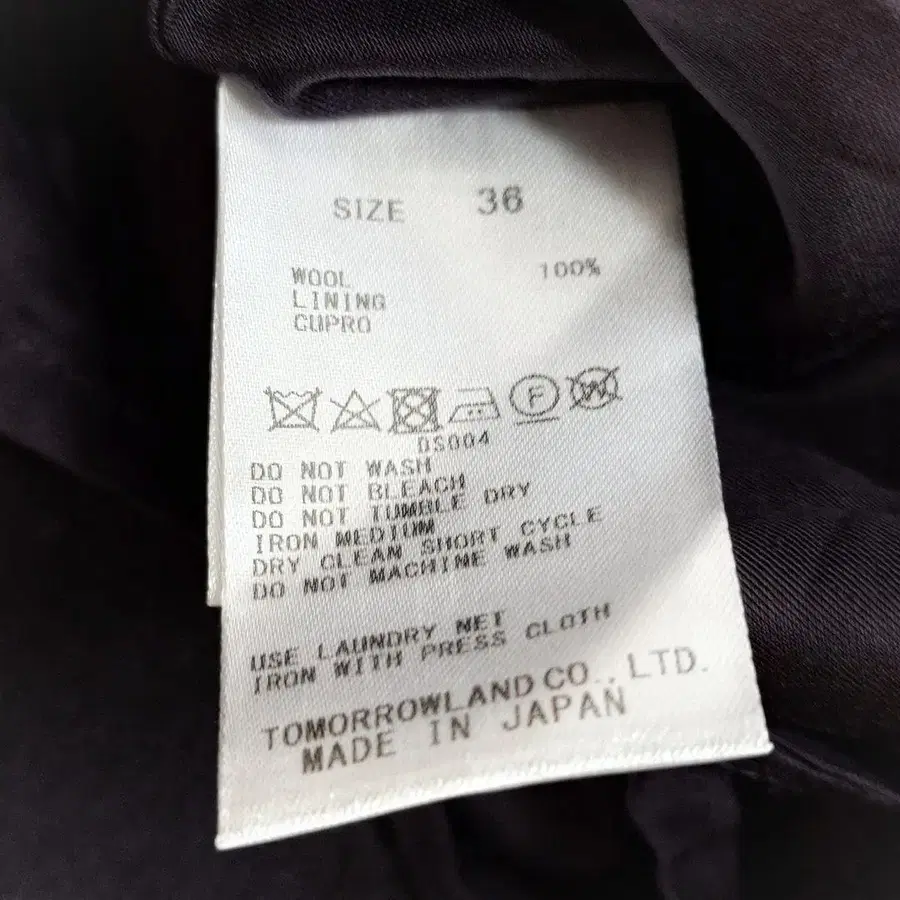 SIZE 36
WOOL 100%
LINING
CUPRO
F W
DS004
DO NOT WASH
DO NOT BLEACH
DO NOT TUMBLE DRY
IRON MEDIUM
DRY CLEAN SHORT CYCLE
DO NOT MACHINE WASH
USE LAUNDRY NET
IRON WITH PRESS CLOTH
TOMORROWLAND CO., LTD.
MADE IN JAPAN